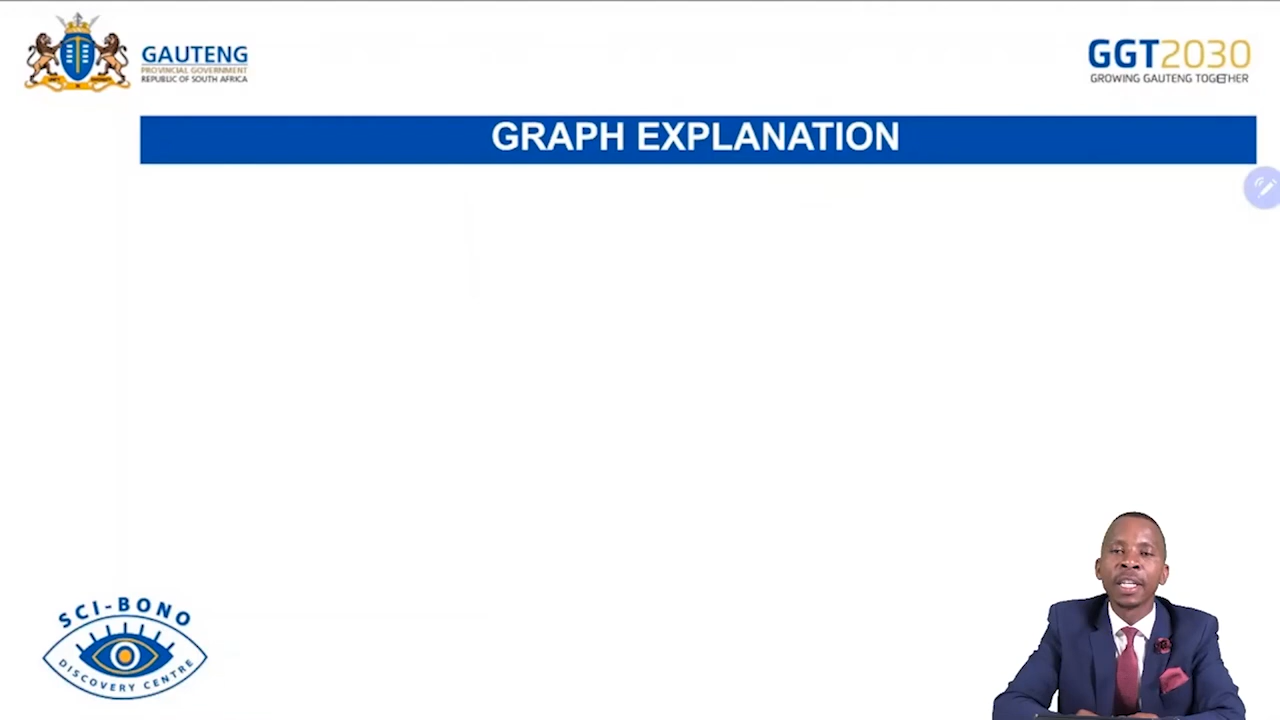 GAUTENG
PROVINCIAL GOVERNMENT
REPUBLIC OF SOUTH AFRICA
GGT2030
GROWING GAUTENG TOGETHER
GRAPH EXPLANATION
SCI-BONO
DISCOVERY CENTRE